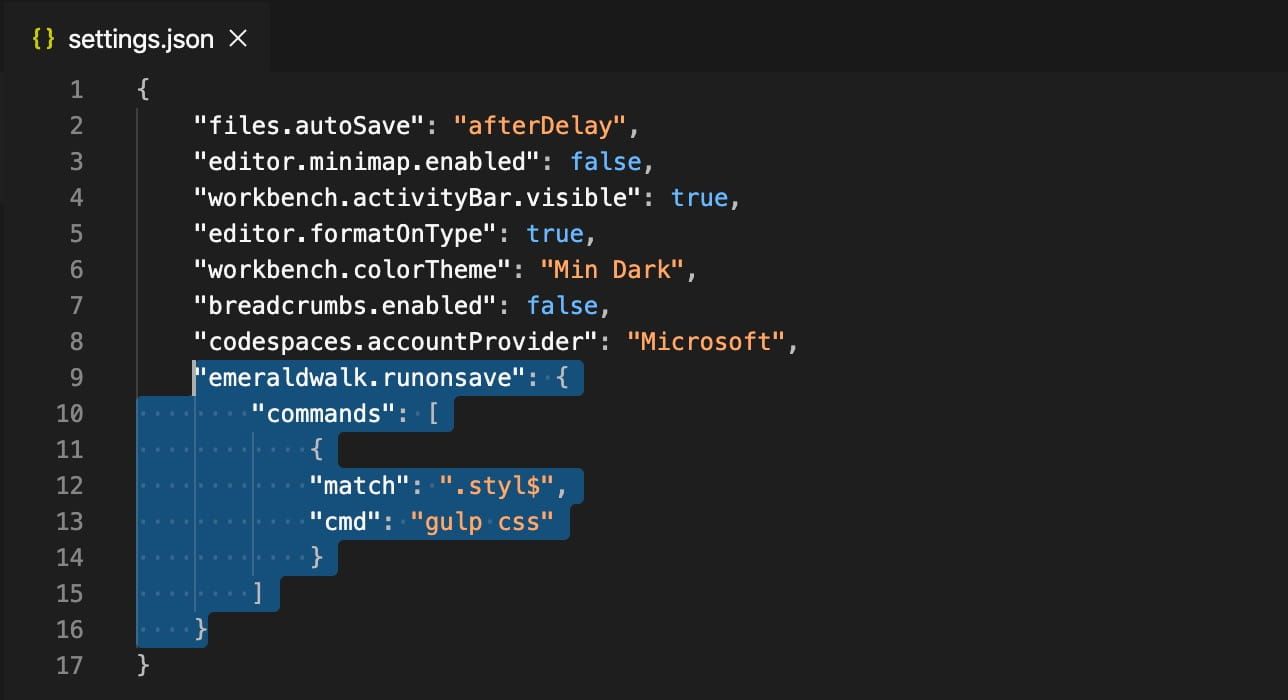 {} settings.json ×
1 {
2 "files.autoSave": "afterDelay",
3 "editor.minimap.enabled": false,
4 "workbench.activityBar.visible": true,
5 "editor.formatOnType": true,
6 "workbench.colorTheme": "Min Dark",
7 "breadcrumbs.enabled": false,
8 "codespaces.accountProvider": "Microsoft",
9 "emeraldwalk.runonsave": {
10 "commands": [
11 {
12 "match": ".styl$",
13 "cmd": "gulp css"
14 }
15 ]
16 }
17 }